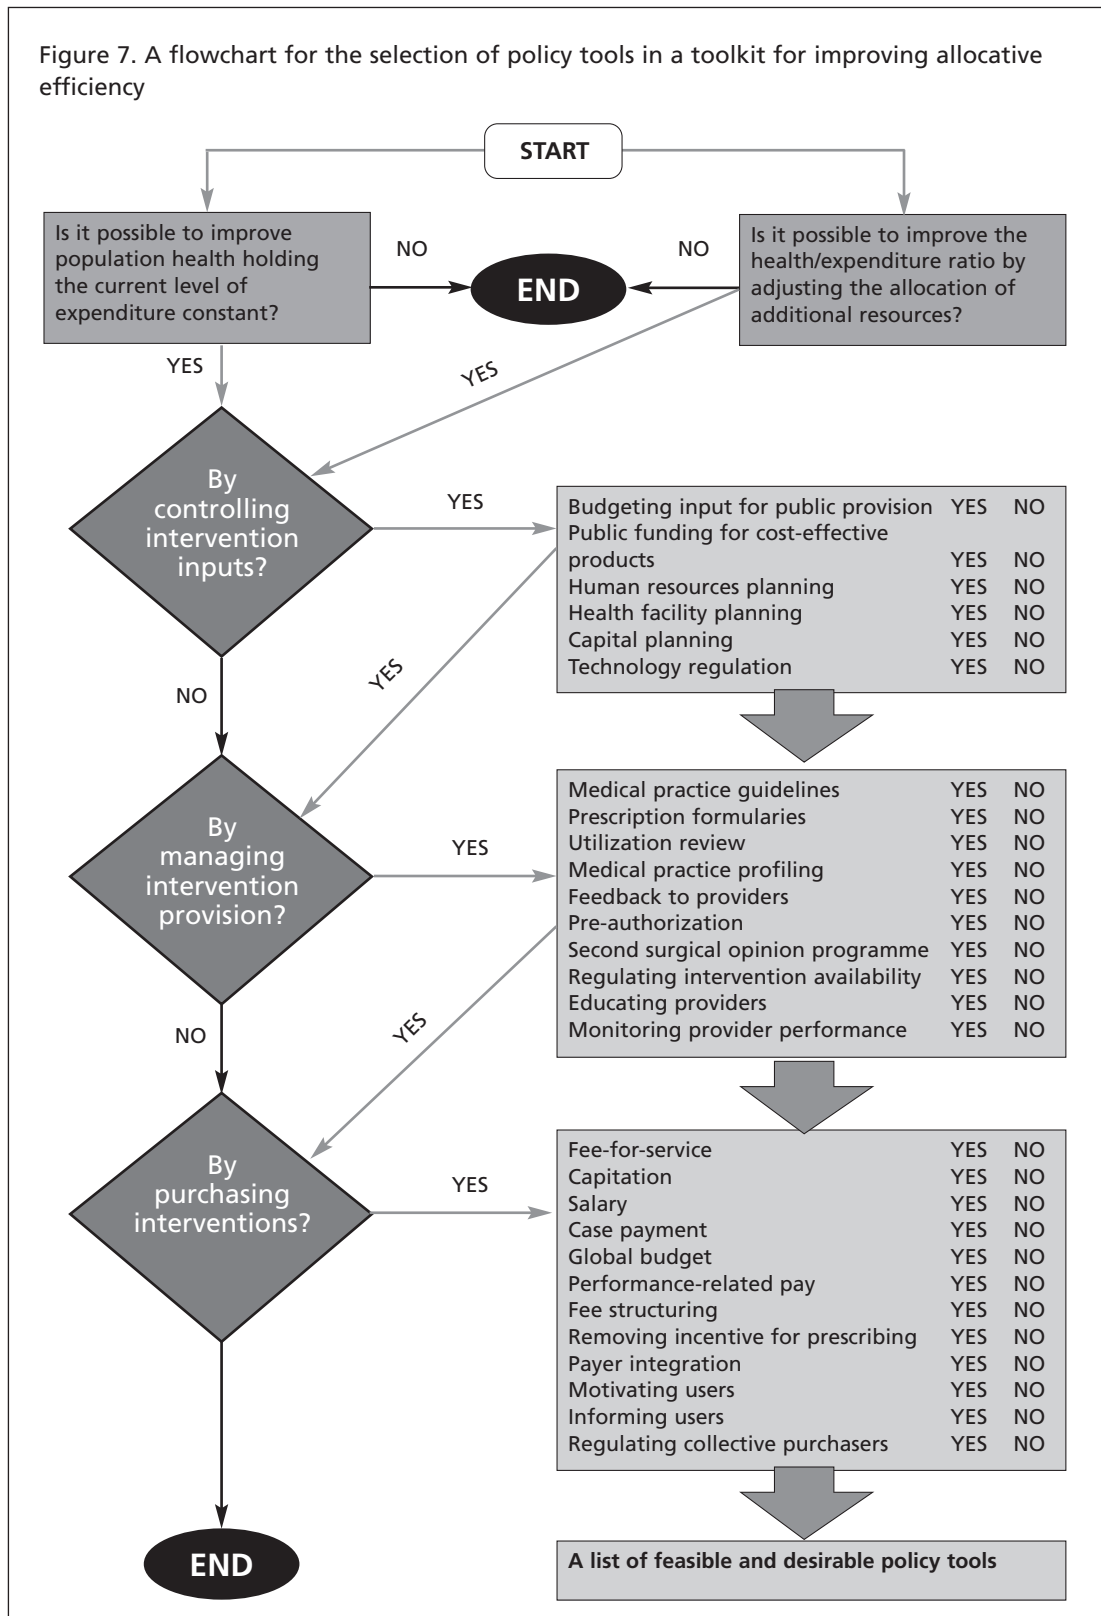 Figure 7. A flowchart for the selection of policy tools in a toolkit for improving allocative
efficiency
START
Is it possible to improve
population health holding
the current level of
expenditure constant?
NO
END
NO
Is it possible to improve the
health/expenditure ratio by
adjusting the allocation of
additional resources?
YES
YES
By
controlling
intervention
inputs?
YES
Budgeting input for public provision YES NO
Public funding for cost-effective
products YES NO
Human resources planning YES NO
Health facility planning YES NO
Capital planning YES NO
Technology regulation YES NO
NO
YES
By
managing
intervention
provision?
YES
Medical practice guidelines YES NO
Prescription formularies YES NO
Utilization review YES NO
Medical practice profiling YES NO
Feedback to providers YES NO
Pre-authorization YES NO
Second surgical opinion programme YES NO
Regulating intervention availability YES NO
Educating providers YES NO
Monitoring provider performance YES NO
NO
YES
By
purchasing
interventions?
YES
Fee-for-service YES NO
Capitation YES NO
Salary YES NO
Case payment YES NO
Global budget YES NO
Performance-related pay YES NO
Fee structuring YES NO
Removing incentive for prescribing YES NO
Payer integration YES NO
Motivating users YES NO
Informing users YES NO
Regulating collective purchasers YES NO
END
A list of feasible and desirable policy tools